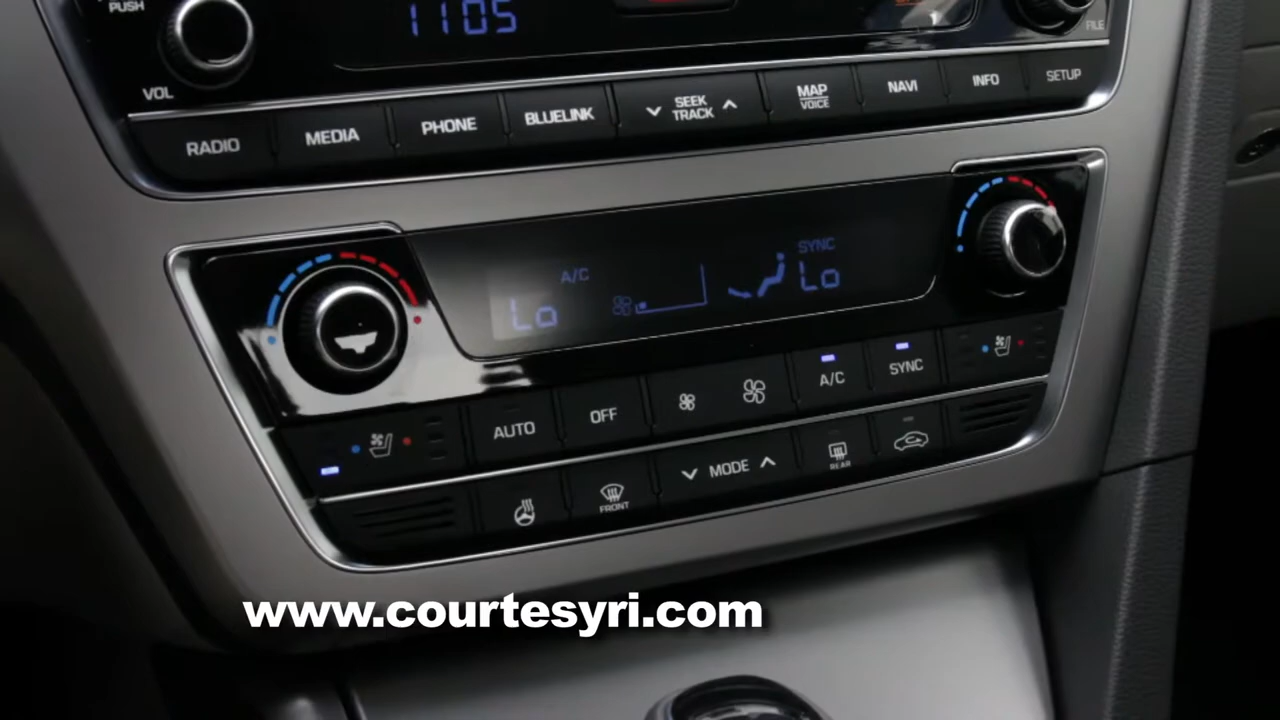 PUSH
1105
FILE
VOL
RADIO
MEDIA
PHONE
BLUELINK
SEEK
TRACK
MAP
VOICE
NAVI
INFO
SETUP
A/C
SYNC
Lo
Lo
AUTO
OFF
A/C
SYNC
FRONT
MODE
REAR
www.courtesyri.com